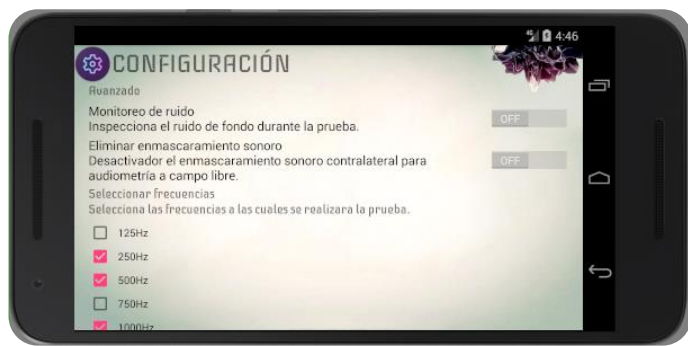 4:46
CONFIGURACIÓN
Avanzado
Monitoreo de ruido
Inspecciona el ruido de fondo durante la prueba.
OFF
Eliminar enmascaramiento sonoro
Desactivador el enmascaramiento sonoro contralateral para
audiometría a campo libre.
OFF
Seleccionar frecuencias
Selecciona las frecuencias a las cuales se realizara la prueba.
125Hz
250Hz
500Hz
750Hz
1000Hz